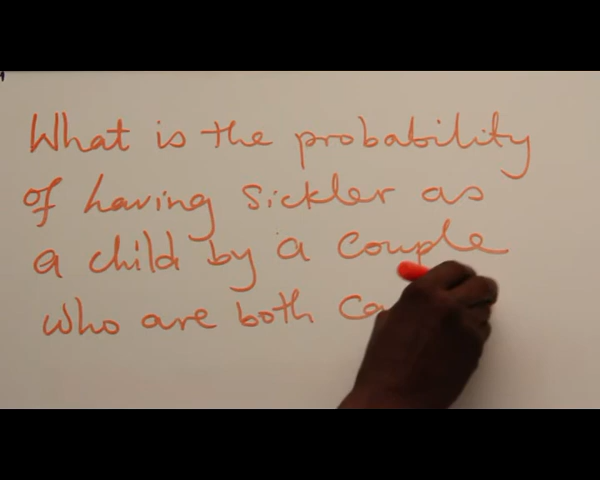 What is the probability
of having sickler as
a child by a couple
who are both